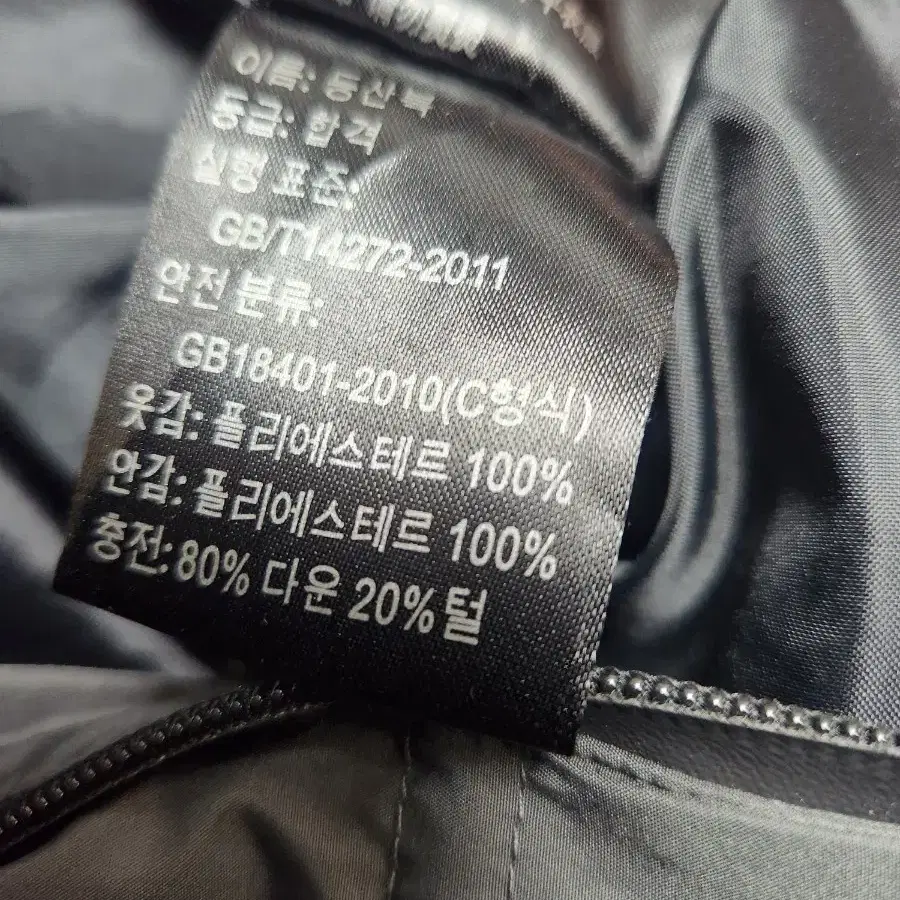 이름: 등산복
등급: 합격
실행 표준:
GB/T14272-2011
안전 분류:
GB18401-2010(C형식)
웃감: 폴리에스테르 100%
안감: 폴리에스테르 100%
충전:80% 다운 20%털